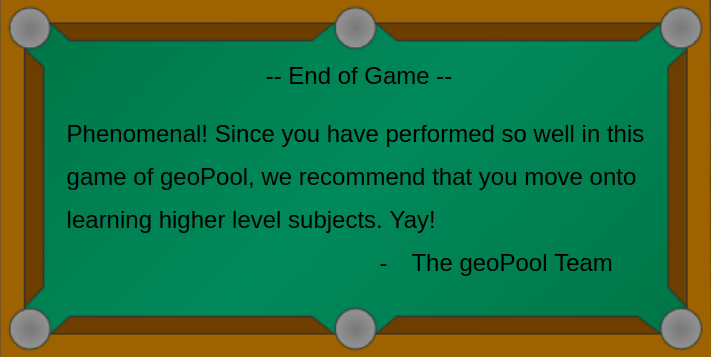 -- End of Game --
Phenomenal! Since you have performed so well in this
game of geoPool, we recommend that you move onto
learning higher level subjects. Yay!
- The geoPool Team